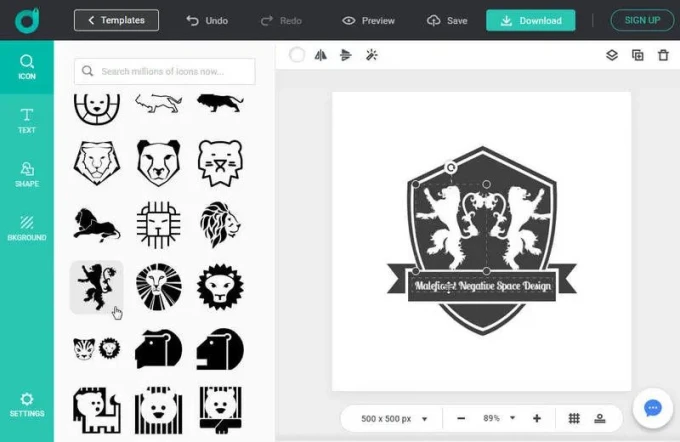 Templates
Undo
Redo
Preview
Save
Download
SIGN UP
ICON
Search millions of icons now...
TEXT
SHAPE
BKGROUND
Negative Space Design
SETTINGS
500 x 500 px
89%